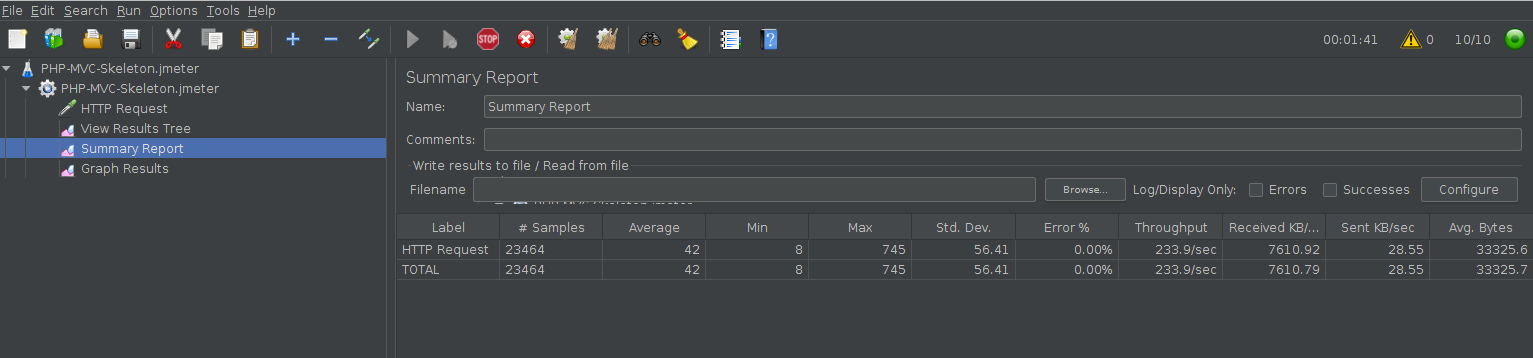 File Edit Search Run Options Tools Help
STOP
00:01:41 0 10/10
PHP-MVC-Skeleton.jmeter
PHP-MVC-Skeleton.jmeter
HTTP Request
View Results Tree
Summary Report
Graph Results
Summary Report
Name: Summary Report
Comments:
Write results to file / Read from file
Filename Browse... Log/Display Only: Errors Successes Configure
Label # Samples Average Min Max Std. Dev. Error % Throughput Received KB/... Sent KB/sec Avg. Bytes
HTTP Request 23464 42 8 745 56.41 0.00% 233.9/sec 7610.92 28.55 33325.6
TOTAL 23464 42 8 745 56.41 0.00% 233.9/sec 7610.79 28.55 33325.7